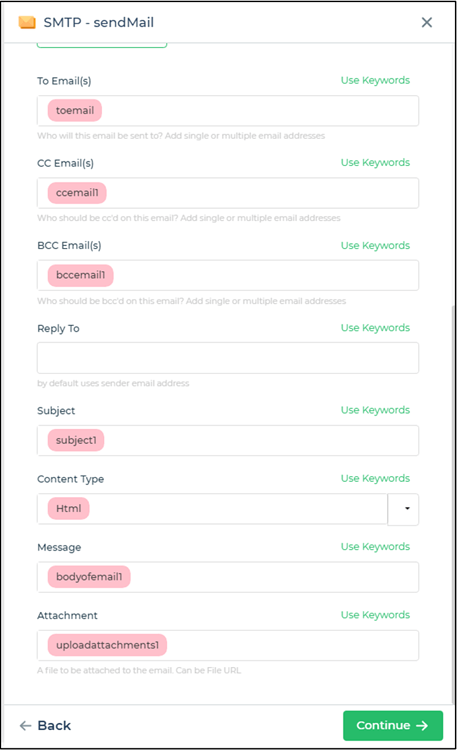 SMTP - sendMail
To Email(s) Use Keywords
toemail
Who will this email be sent to? Add single or multiple email addresses
CC Email(s) Use Keywords
ccemail1
Who should be cc'd on this email? Add single or multiple email addresses
BCC Email(s) Use Keywords
bccemail1
Who should be bcc'd on this email? Add single or multiple email addresses
Reply To Use Keywords
by default uses sender email address
Subject Use Keywords
subject1
Content Type Use Keywords
Html
Message Use Keywords
bodyofemail1
Attachment Use Keywords
uploadattachments1
A file to be attached to the email. Can be File URL
Back Continue